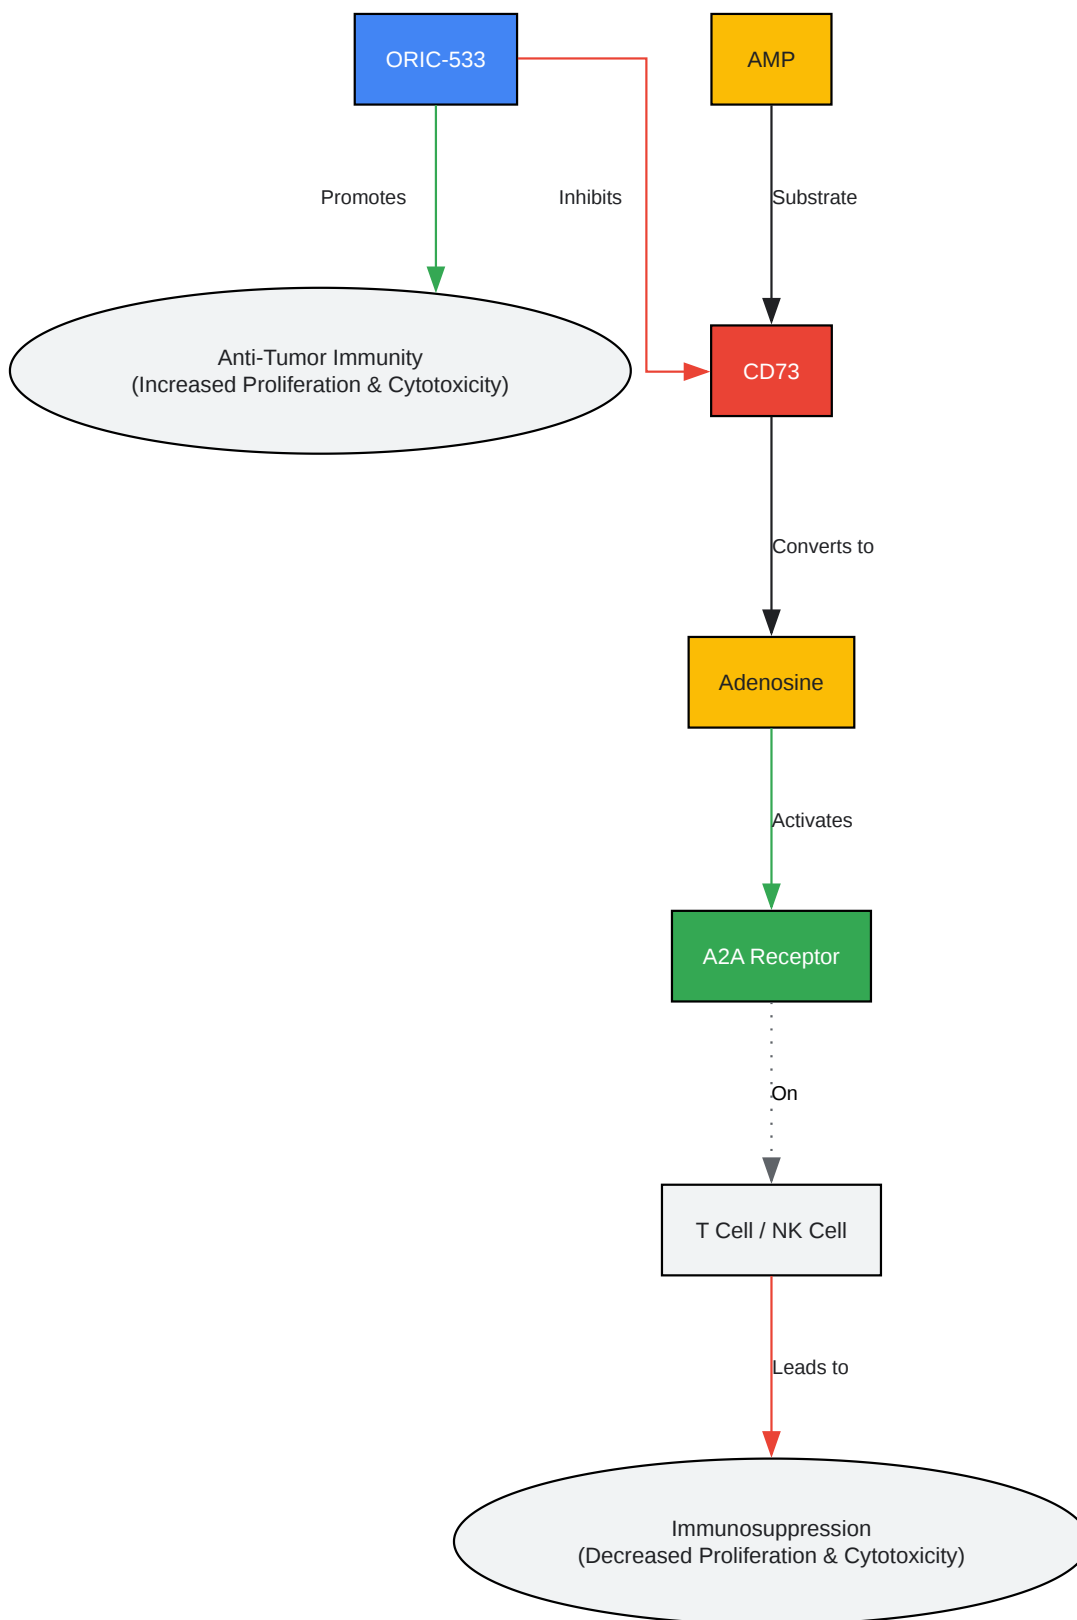 ORIC-533
AMP
Promotes
Inhibits
Substrate
Anti-Tumor Immunity
(Increased Proliferation & Cytotoxicity)
CD73
Converts to
Adenosine
Activates
A2A Receptor
On
T Cell / NK Cell
Leads to
Immunosuppression
(Decreased Proliferation & Cytotoxicity)